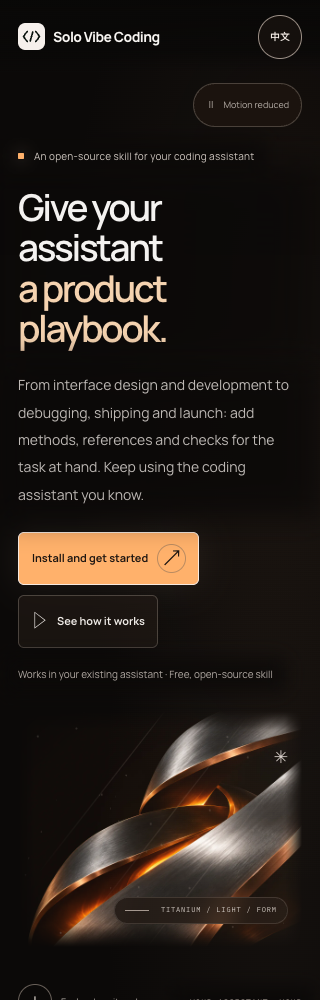 Solo Vibe Coding
中文
Motion reduced
An open-source skill for your coding assistant
Give your
assistant
a product
playbook.
From interface design and development to
debugging, shipping and launch: add
methods, references and checks for the
task at hand. Keep using the coding
assistant you know.
Install and get started
See how it works
Works in your existing assistant · Free, open-source skill
TITANIUM / LIGHT / FORM